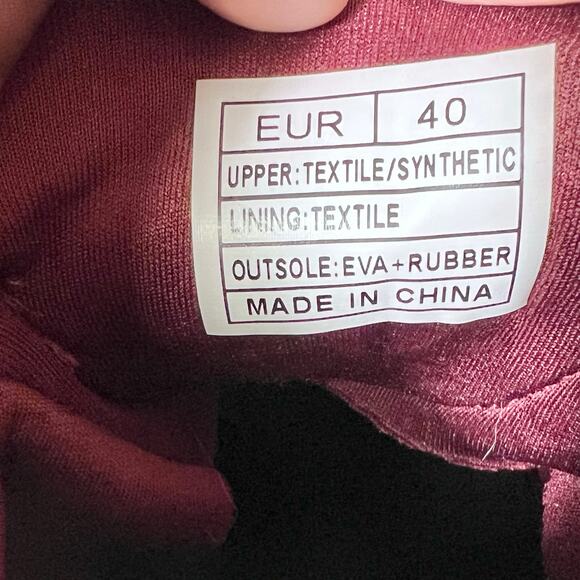 EUR 40
UPPER:TEXTILE/SYNTHETIC
LINING:TEXTILE
OUTSOLE:EVA+RUBBER
MADE IN CHINA